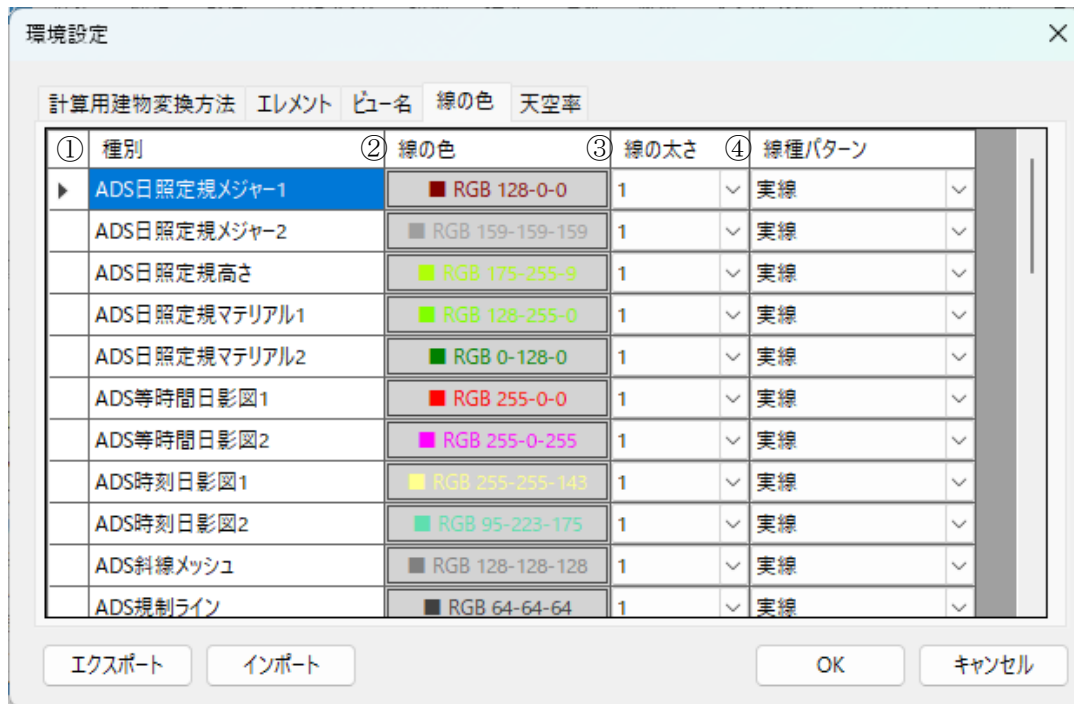 環境設定
計算用建物変換方法 エレメント ビュー名 線の色 天空率
① 種別 ② 線の色 ③ 線の太さ ④ 線種パターン
ADS日照定規メジャー1 RGB 128-0-0 1 実線
ADS日照定規メジャー2 RGB 159-159-159 1 実線
ADS日照定規高さ RGB 175-255-9 1 実線
ADS日照定規マテリアル1 RGB 128-255-0 1 実線
ADS日照定規マテリアル2 RGB 0-128-0 1 実線
ADS等時間日影図1 RGB 255-0-0 1 実線
ADS等時間日影図2 RGB 255-0-255 1 実線
ADS時刻日影図1 RGB 255-255-143 1 実線
ADS時刻日影図2 RGB 95-223-175 1 実線
ADS斜線メッシュ RGB 128-128-128 1 実線
ADS規制ライン RGB 64-64-64 1 実線
エクスポート インポート OK キャンセル